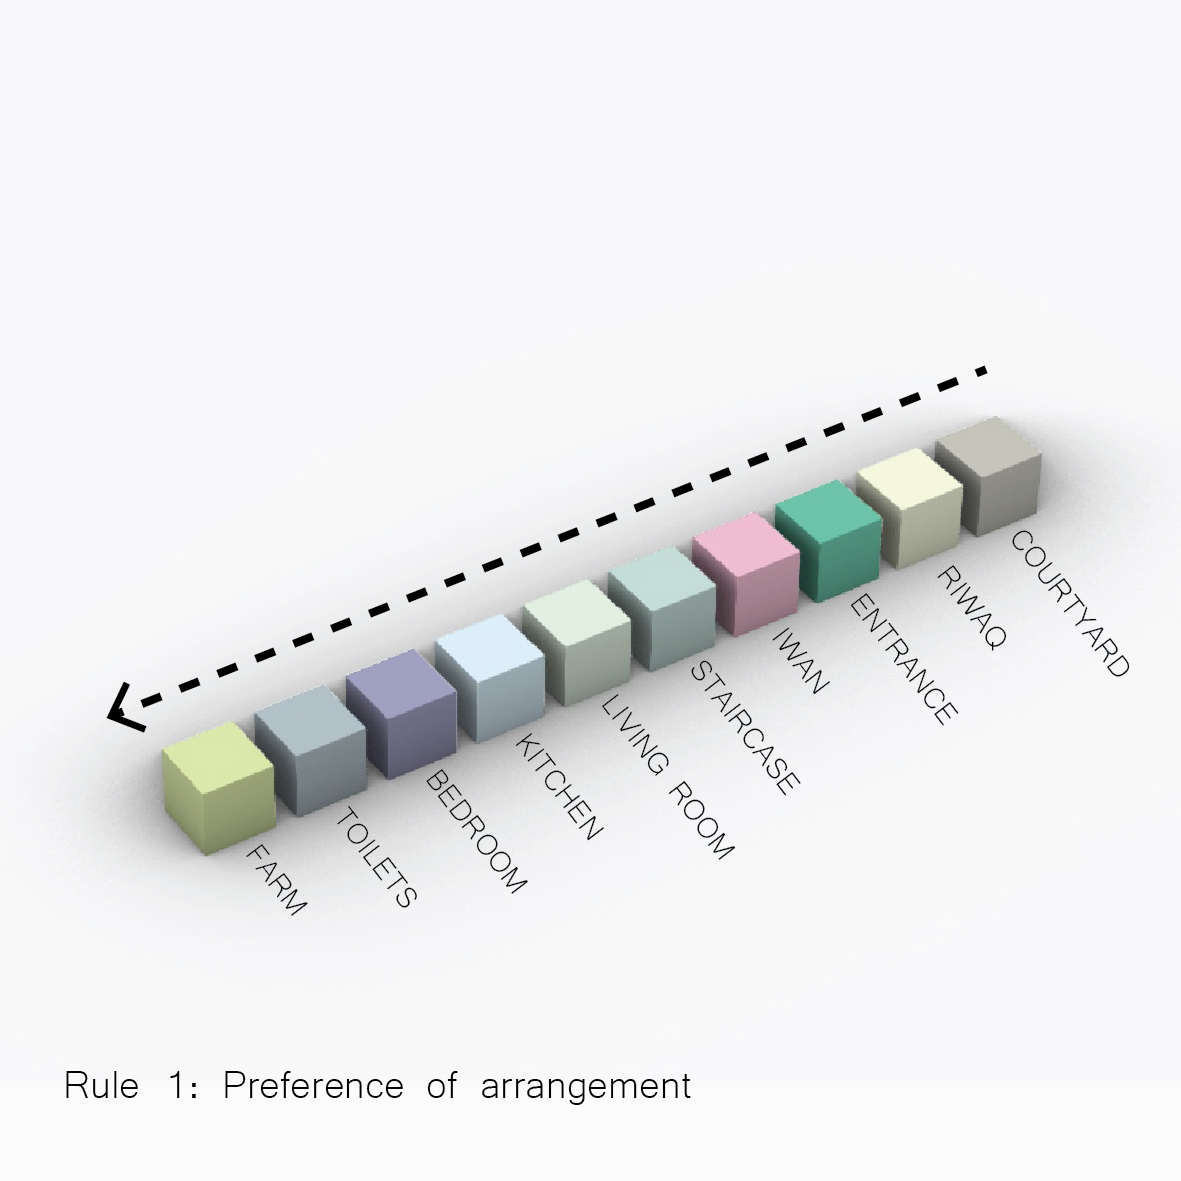 FARM
TOILETS
BEDROOM
KITCHEN
LIVING ROOM
STAIRCASE
IWAN
ENTRANCE
RIWAQ
COURTYARD
Rule 1: Preference of arrangement